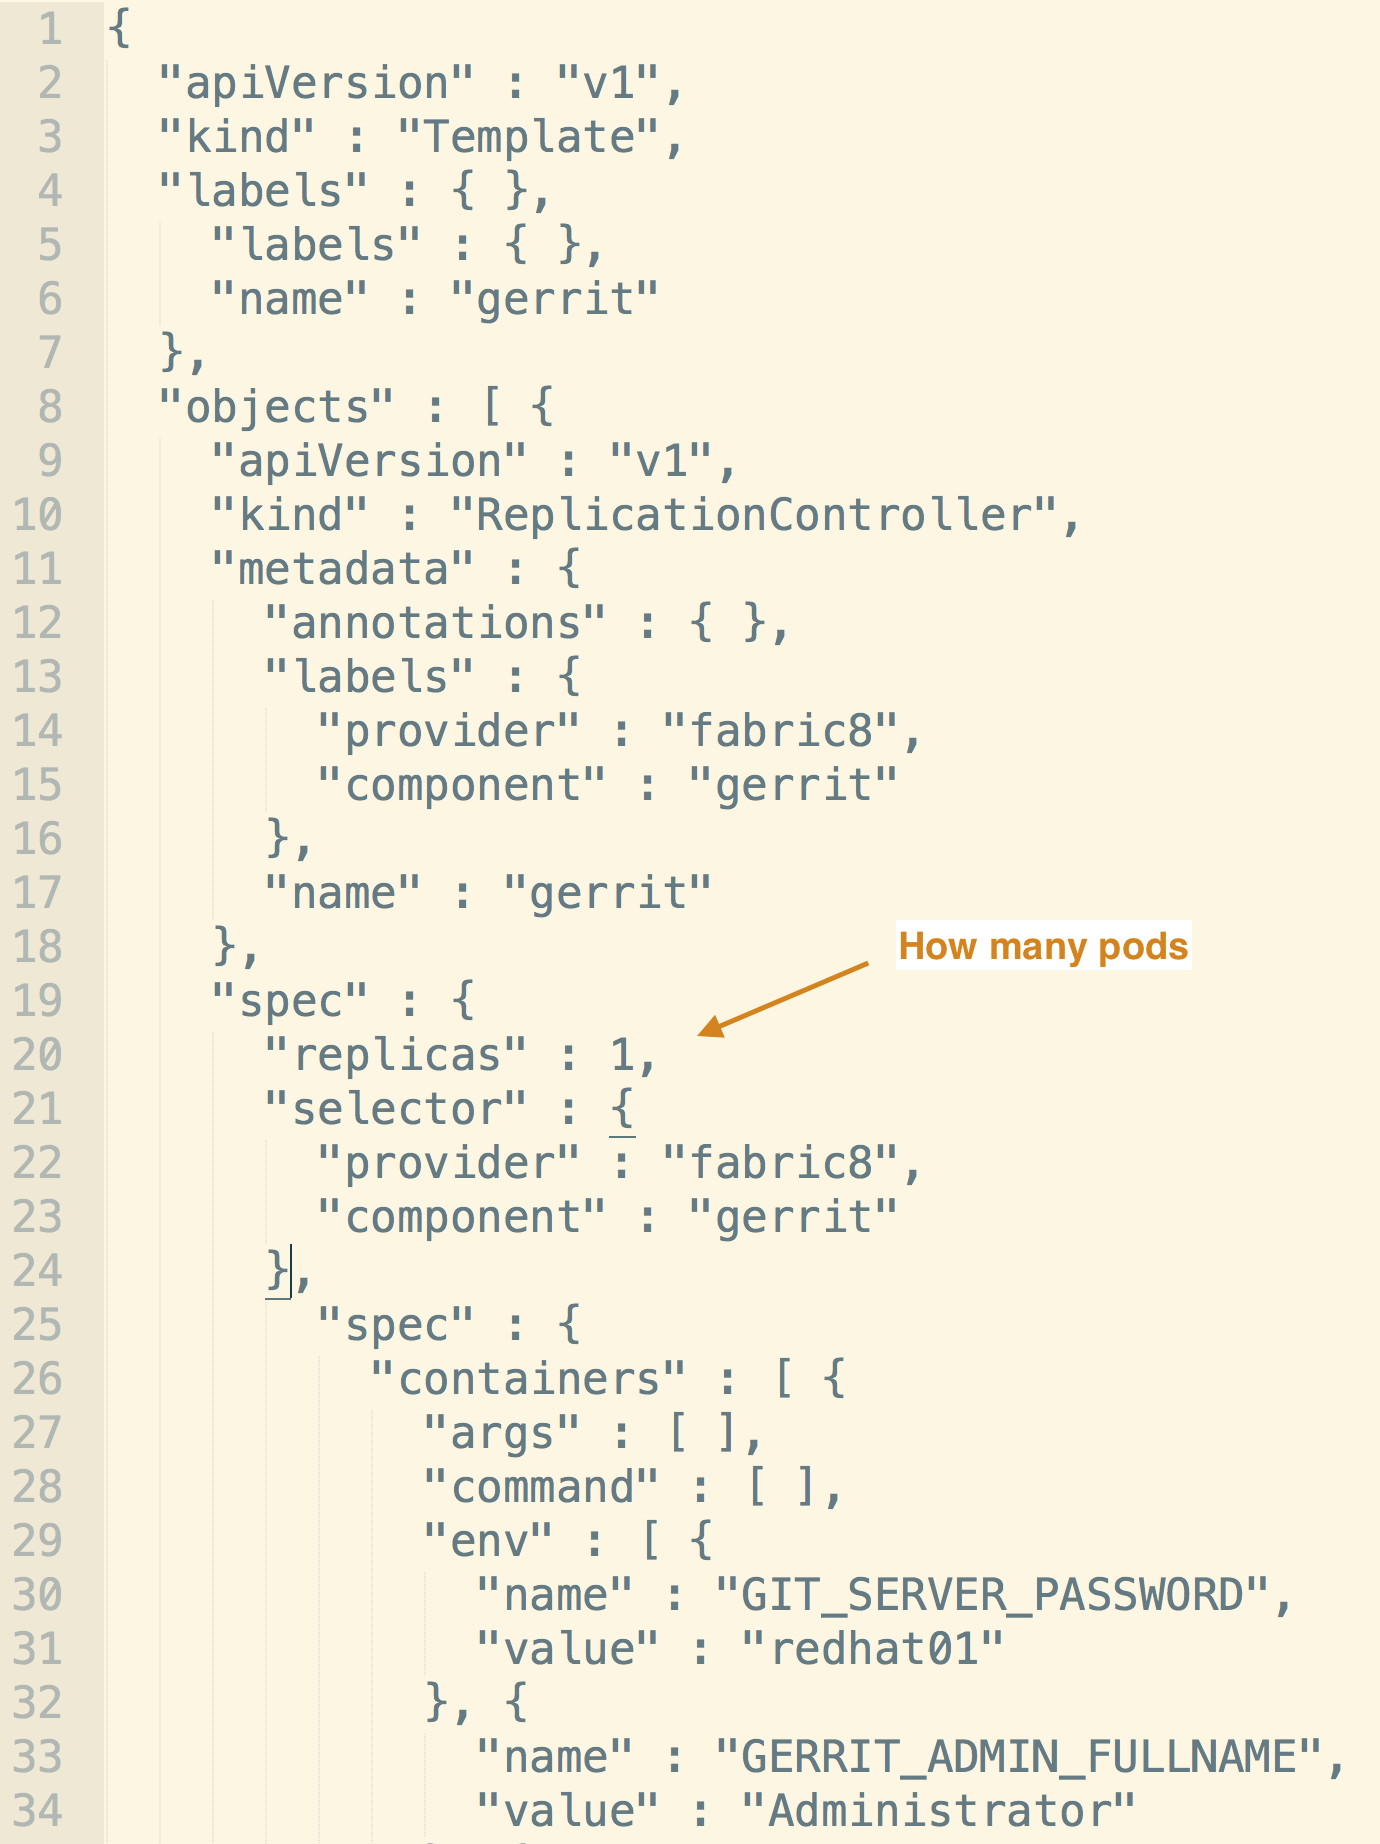 1 {
2   "apiVersion" : "v1",
3   "kind" : "Template",
4   "labels" : { },
5     "labels" : { },
6     "name" : "gerrit"
7   },
8   "objects" : [ {
9     "apiVersion" : "v1",
10     "kind" : "ReplicationController",
11     "metadata" : {
12       "annotations" : { },
13       "labels" : {
14         "provider" : "fabric8",
15         "component" : "gerrit"
16       },
17       "name" : "gerrit"
How many pods
18     },
19     "spec" : {
20       "replicas" : 1,
21       "selector" : {
22         "provider" : "fabric8",
23         "component" : "gerrit"
24       },
25         "spec" : {
26           "containers" : [ {
27             "args" : [ ],
28             "command" : [ ],
29             "env" : [ {
30               "name" : "GIT_SERVER_PASSWORD",
31               "value" : "redhat01"
32             }, {
33               "name" : "GERRIT_ADMIN_FULLNAME",
34               "value" : "Administrator"